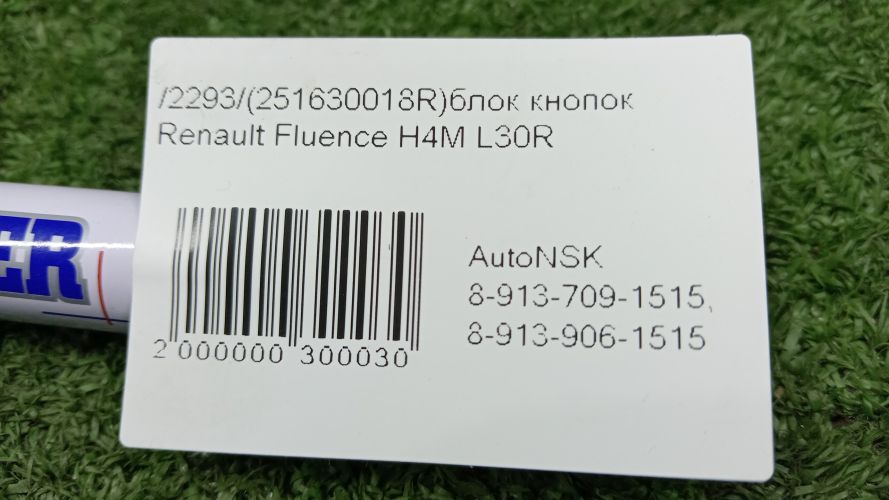 /2293/(251630018R)блок кнопок
Renault Fluence H4M L30R
AutoNSK
8-913-709-1515,
8-913-906-1515
2 000000 300030
ER